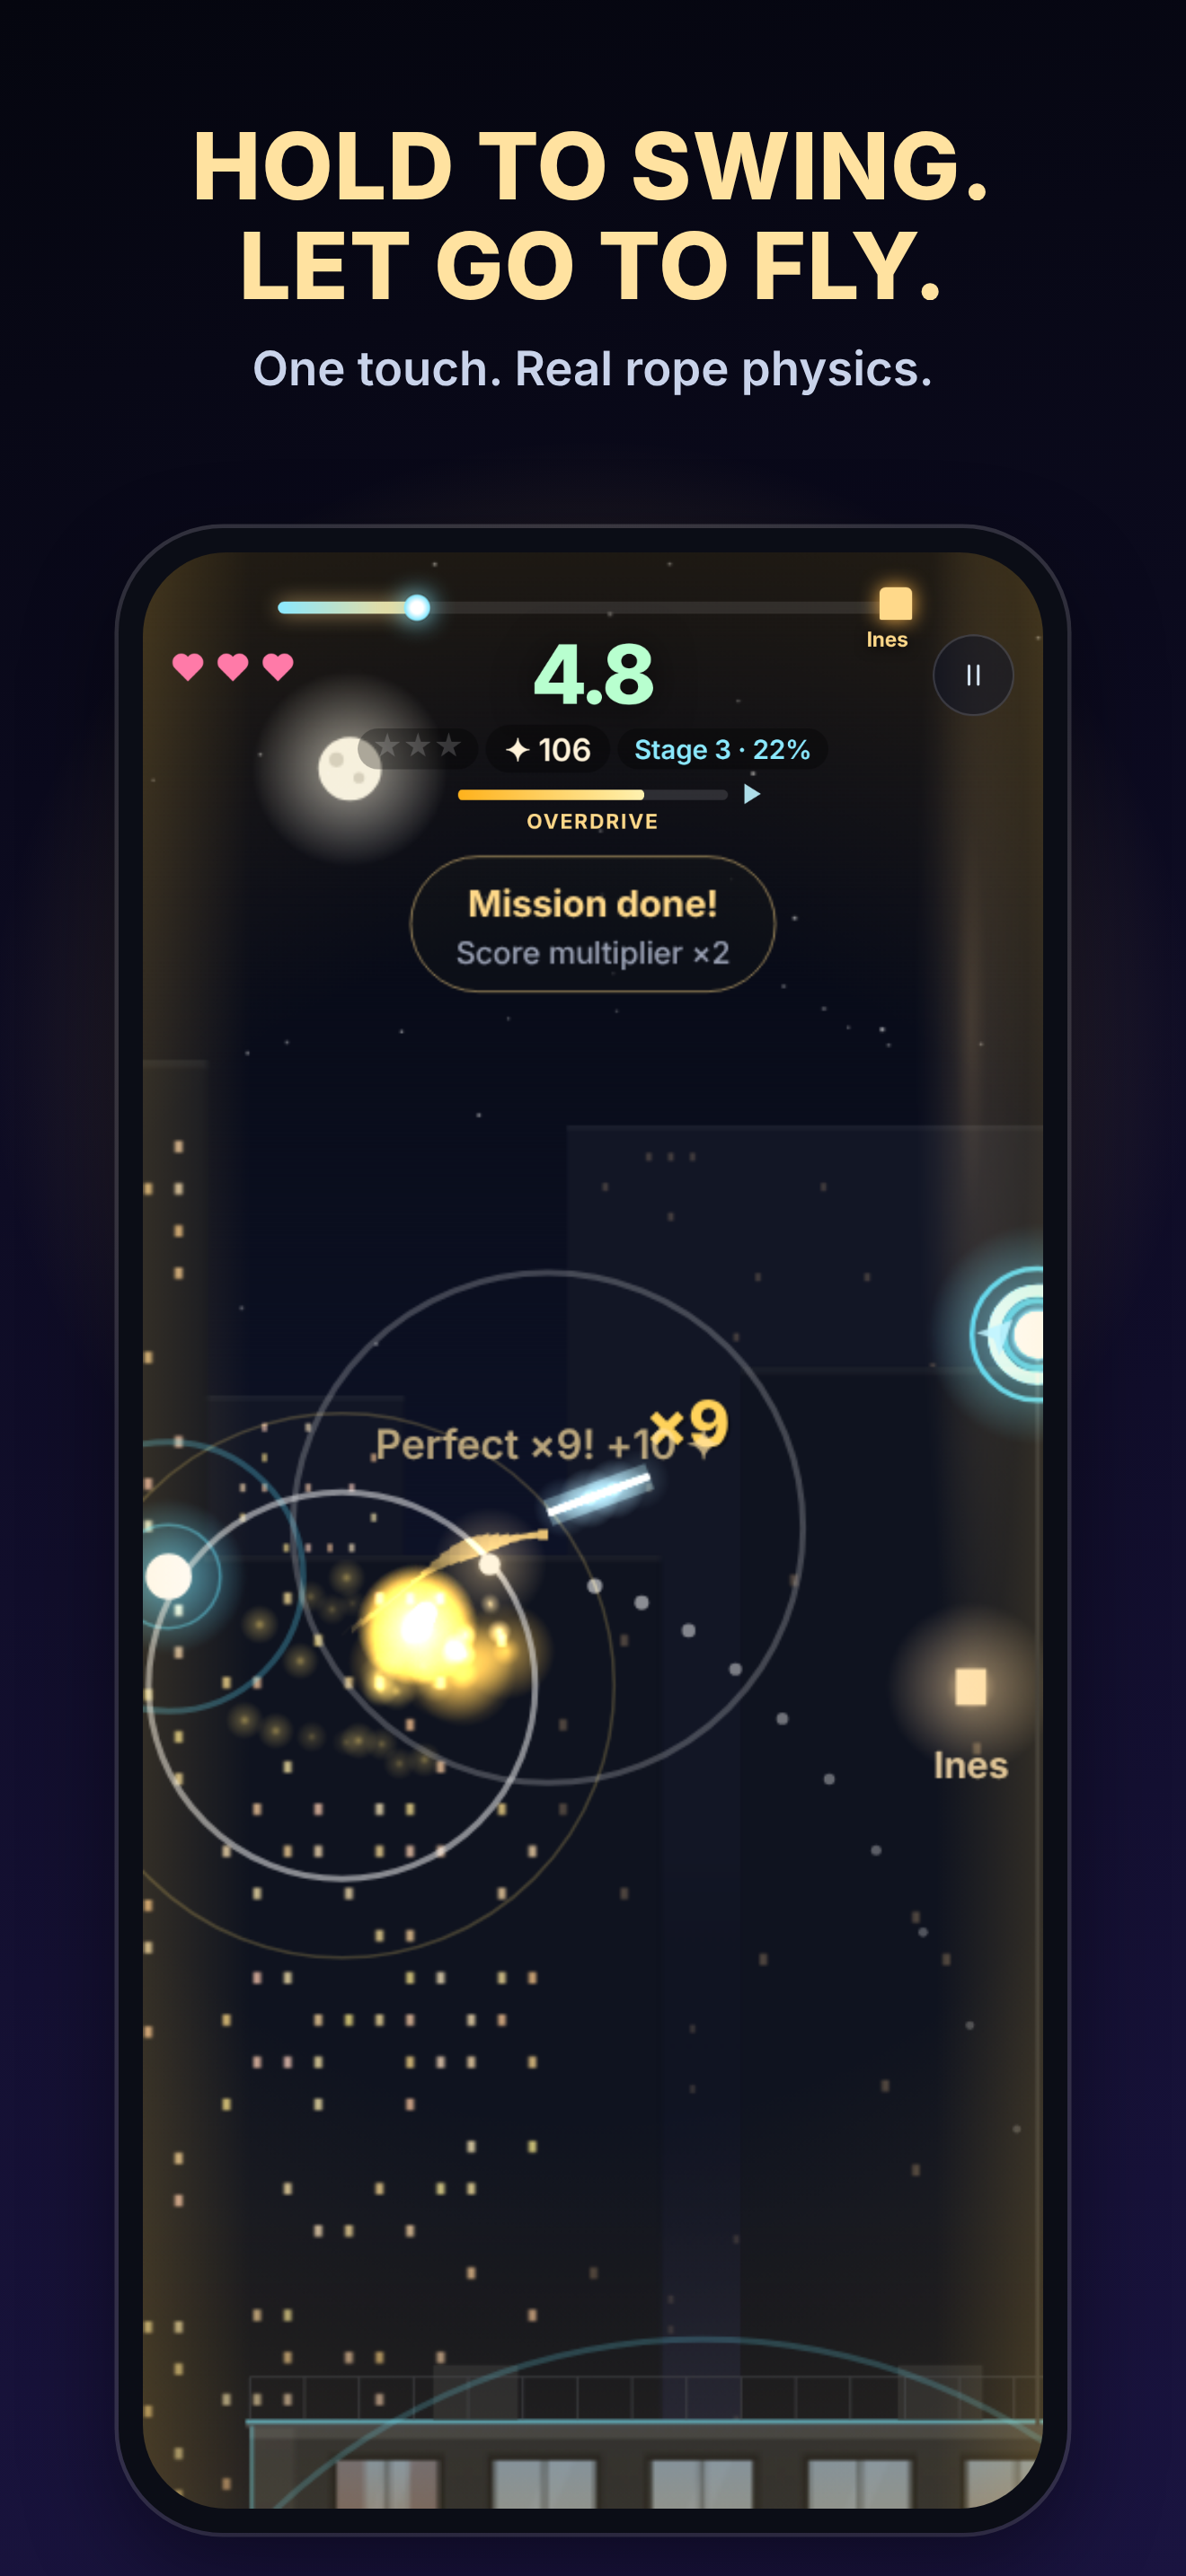 HOLD TO SWING.
LET GO TO FLY.
One touch. Real rope physics.
Ines
4.8
106
Stage 3 · 22%
OVERDRIVE
Mission done!
Score multiplier ×2
×9
Perfect ×9! +10
Ines